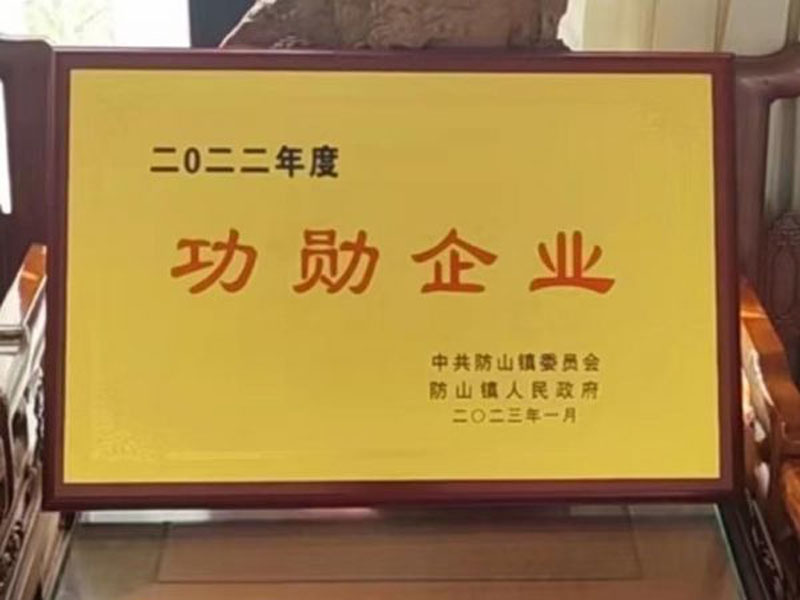 二0二二年度
功勋企业
中共防山镇委员会
防山镇人民政府
二〇二三年一月